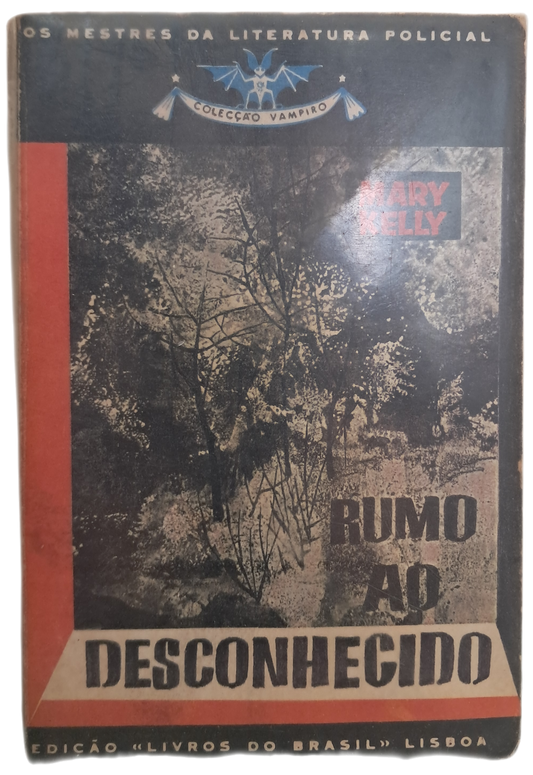 OS MESTRES DA LITERATURA POLICIAL
COLECÇÃO VAMPIRO
MARY
KELLY
RUMO
AO
DESCONHECIDO
EDIÇÃO «LIVROS DO BRASIL» LISBOA